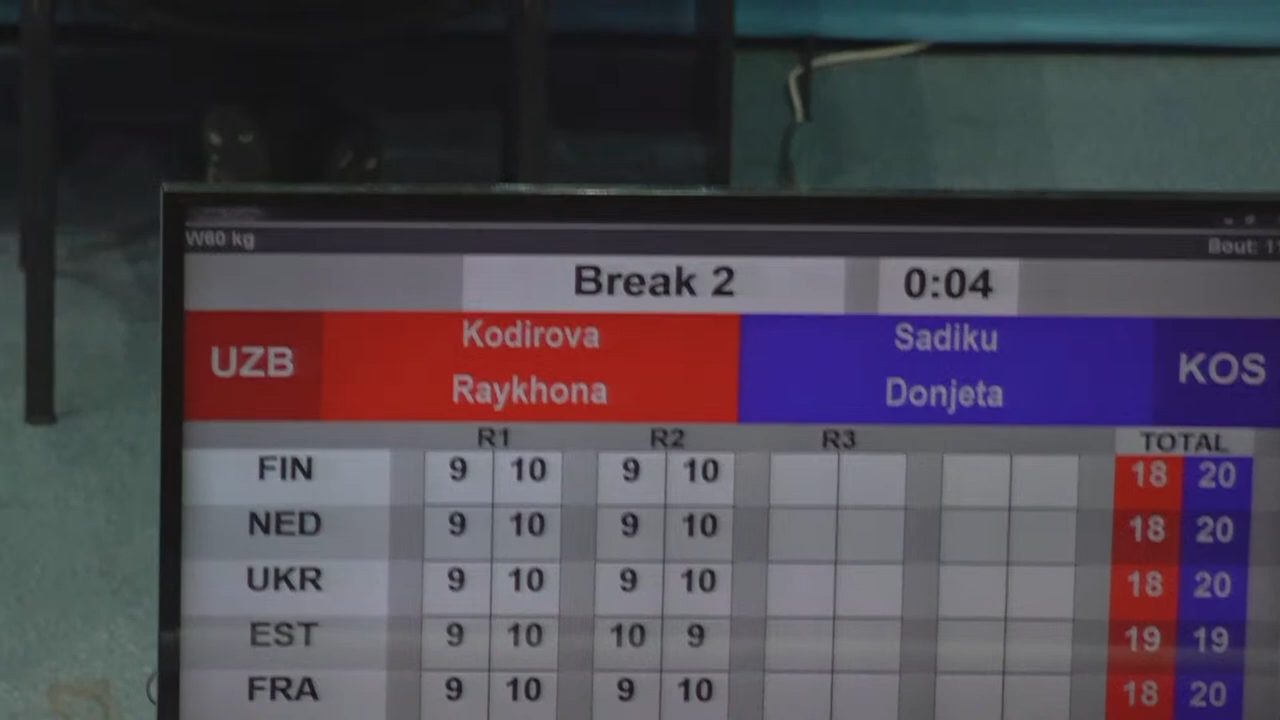 W60 kg Bout: 1
Break 2 0:04
UZB Kodirova Raykhona Sadiku Donjeta KOS
R1 R2 R3 TOTAL
FIN 9 10 9 10 18 20
NED 9 10 9 10 18 20
UKR 9 10 9 10 18 20
EST 9 10 10 9 19 19
FRA 9 10 9 10 18 20